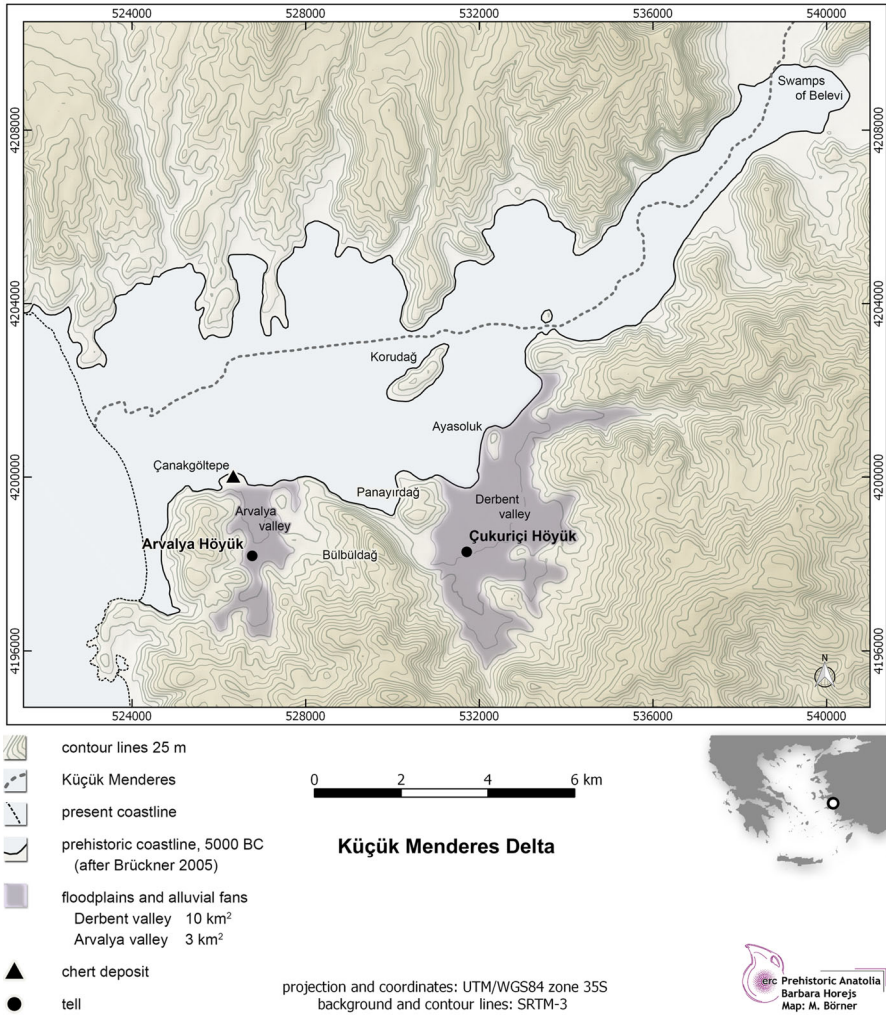 524000 528000 532000 536000 540000
Swamps
of Belevi
4208000 4208000
4204000 4204000
Korudağ
Ayasoluk
Çanakgöltepe
4200000 4200000
Panayırdağ
Derbent
valley
Arvalya
valley
Çukuriçi Höyük
Arvalya Höyük
Bülbüldağ
4196000 4196000
N
524000 528000 532000 536000 540000
contour lines 25 m
Küçük Menderes
present coastline
prehistoric coastline, 5000 BC
(after Brückner 2005)
floodplains and alluvial fans
Derbent valley 10 km²
Arvalya valley 3 km²
chert deposit
tell
0 2 4 6 km
Küçük Menderes Delta
projection and coordinates: UTM/WGS84 zone 35S
background and contour lines: SRTM-3
erc Prehistoric Anatolia
Barbara Horejs
Map: M. Börner